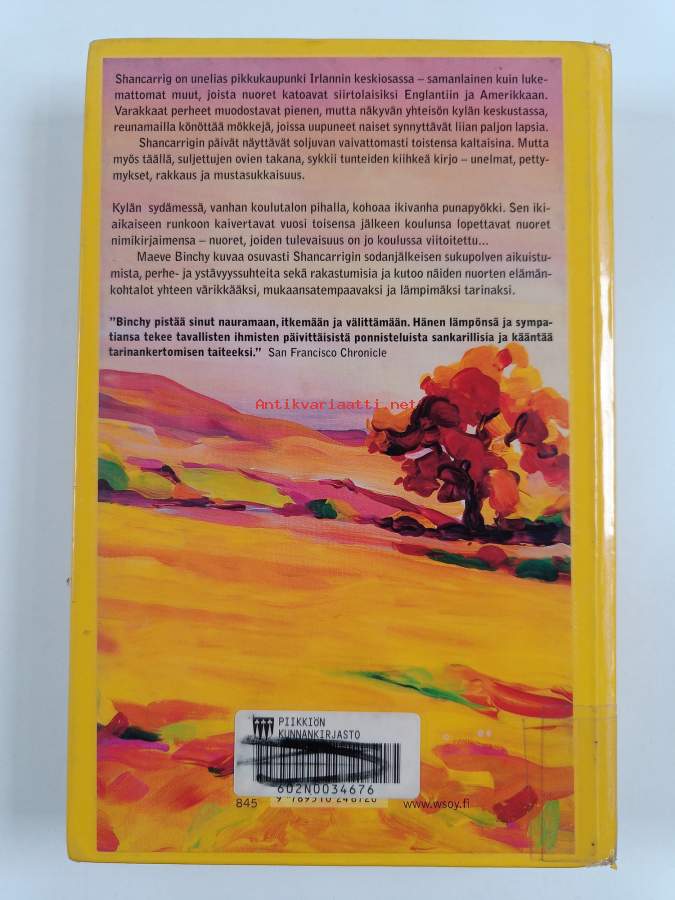 Shancarrig on unelias pikkukaupunki Irlannin keskiosassa – samanlainen kuin luke-
mattomat muut, joista nuoret katoavat siirtolaisiksi Englantiin ja Amerikkaan.
Varakkaat perheet muodostavat pienen, mutta näkyvän yhteisön kylän keskustassa,
reunamailla könöttää mökkejä, joissa uupuneet naiset synnyttävät liian paljon lapsia.
Shancarrigin päivät näyttävät soljuvan vaivattomasti toistensa kaltaisina. Mutta
myös täällä, suljettujen ovien takana, sykkii tunteiden kiihkeä kirjo – unelmat, petty-
mykset, rakkaus ja mustasukkaisuus.
Kylän sydämessä, vanhan koulutalon pihalla, kohoaa ikivanha punapyökki. Sen iki-
aikaiseen runkoon kaivertavat vuosi toisensa jälkeen koulunsa lopettavat nuoret
nimikirjaimensa – nuoret, joiden tulevaisuus on jo koulussa viitoitettu...
Maeve Binchy kuvaa osuvasti Shancarrigin sodanjälkeisen sukupolven aikuistu-
mista, perhe- ja ystävyyssuhteita sekä rakastumisia ja kutoo näiden nuorten elämän-
kohtalot yhteen värikkääksi, mukaansatempaavaksi ja lämpimäksi tarinaksi.
"Binchy pistää sinut nauramaan, itkemään ja välittämään. Hänen lämpönsä ja sympa-
tiansa tekee tavallisten ihmisten päivittäisistä ponnisteluista sankarillisia ja kääntää
tarinankertomisen taiteeksi." San Francisco Chronicle
Antikvariaatti.net
PIIKKIÖN
KUNNANKIRJASTO
602N0034676
845
www.wsoy.fi